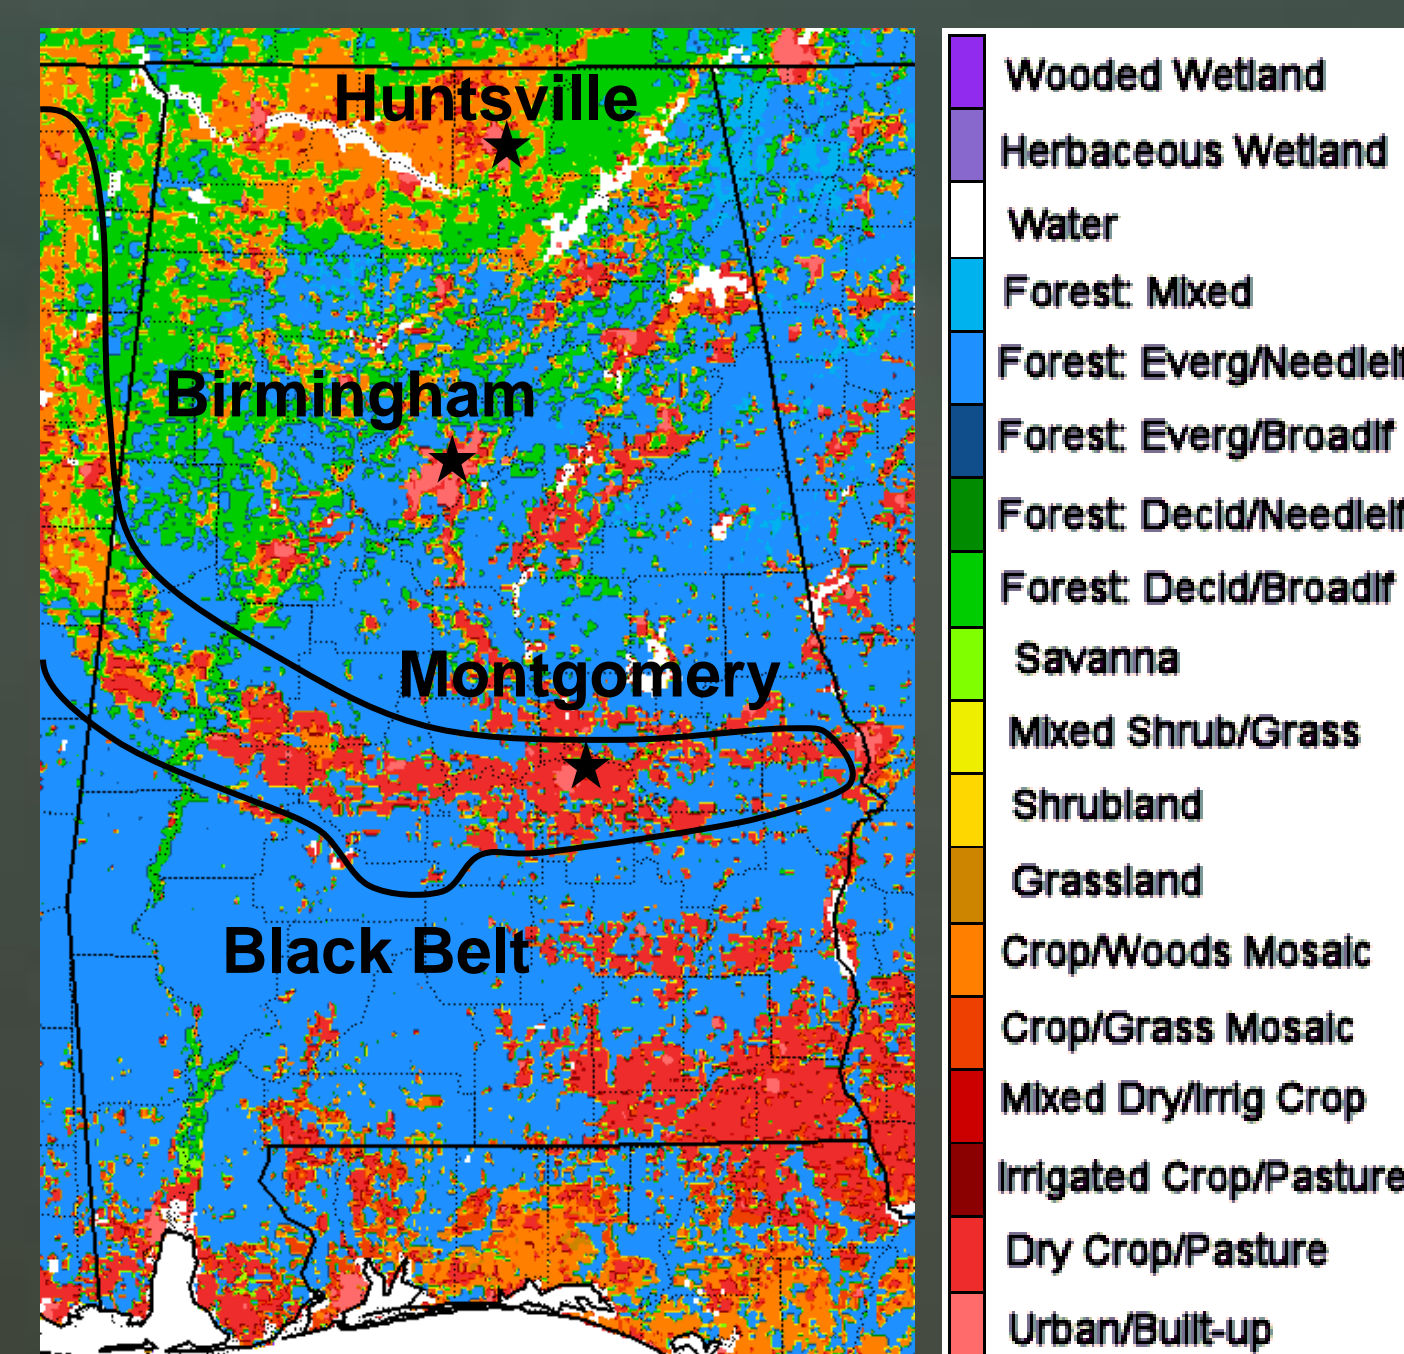 Huntsville
Birmingham
Montgomery
Black Belt
Wooded Wetland
Herbaceous Wetland
Water
Forest: Mixed
Forest: Everg/Needlelf
Forest: Everg/Broadlf
Forest: Decid/Needlelf
Forest: Decid/Broadlf
Savanna
Mixed Shrub/Grass
Shrubland
Grassland
Crop/Woods Mosaic
Crop/Grass Mosaic
Mixed Dry/Irrig Crop
Irrigated Crop/Pasture
Dry Crop/Pasture
Urban/Built-up